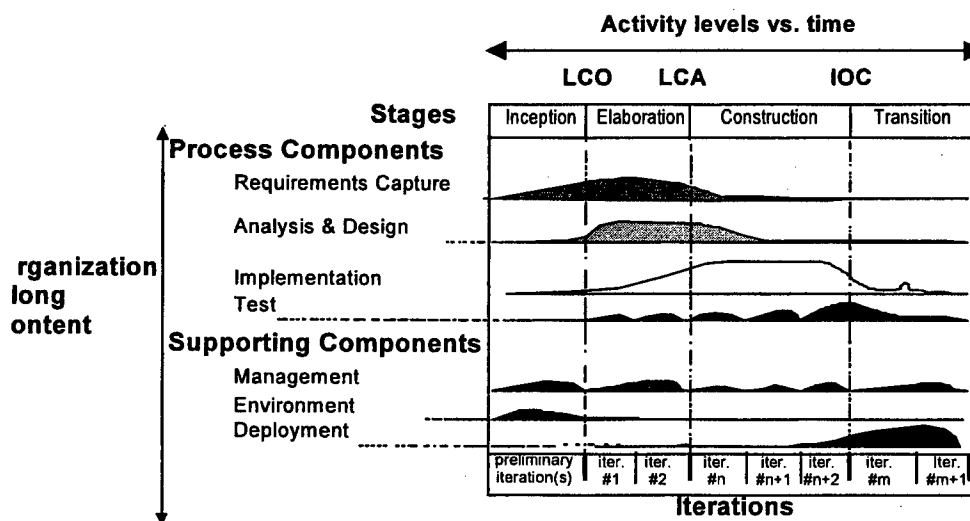 Activity levels vs. time
LCO LCA IOC
Stages Inception Elaboration Construction Transition
Process Components
Requirements Capture
Analysis & Design
rganization
long
ontent
Implementation
Test
Supporting Components
Management
Environment
Deployment
preliminary iter. iter. iter. iter. iter. iter. Iter.
iteration(s) #1 #2 #n #n+1 #n+2 #m #m+1
Iterations